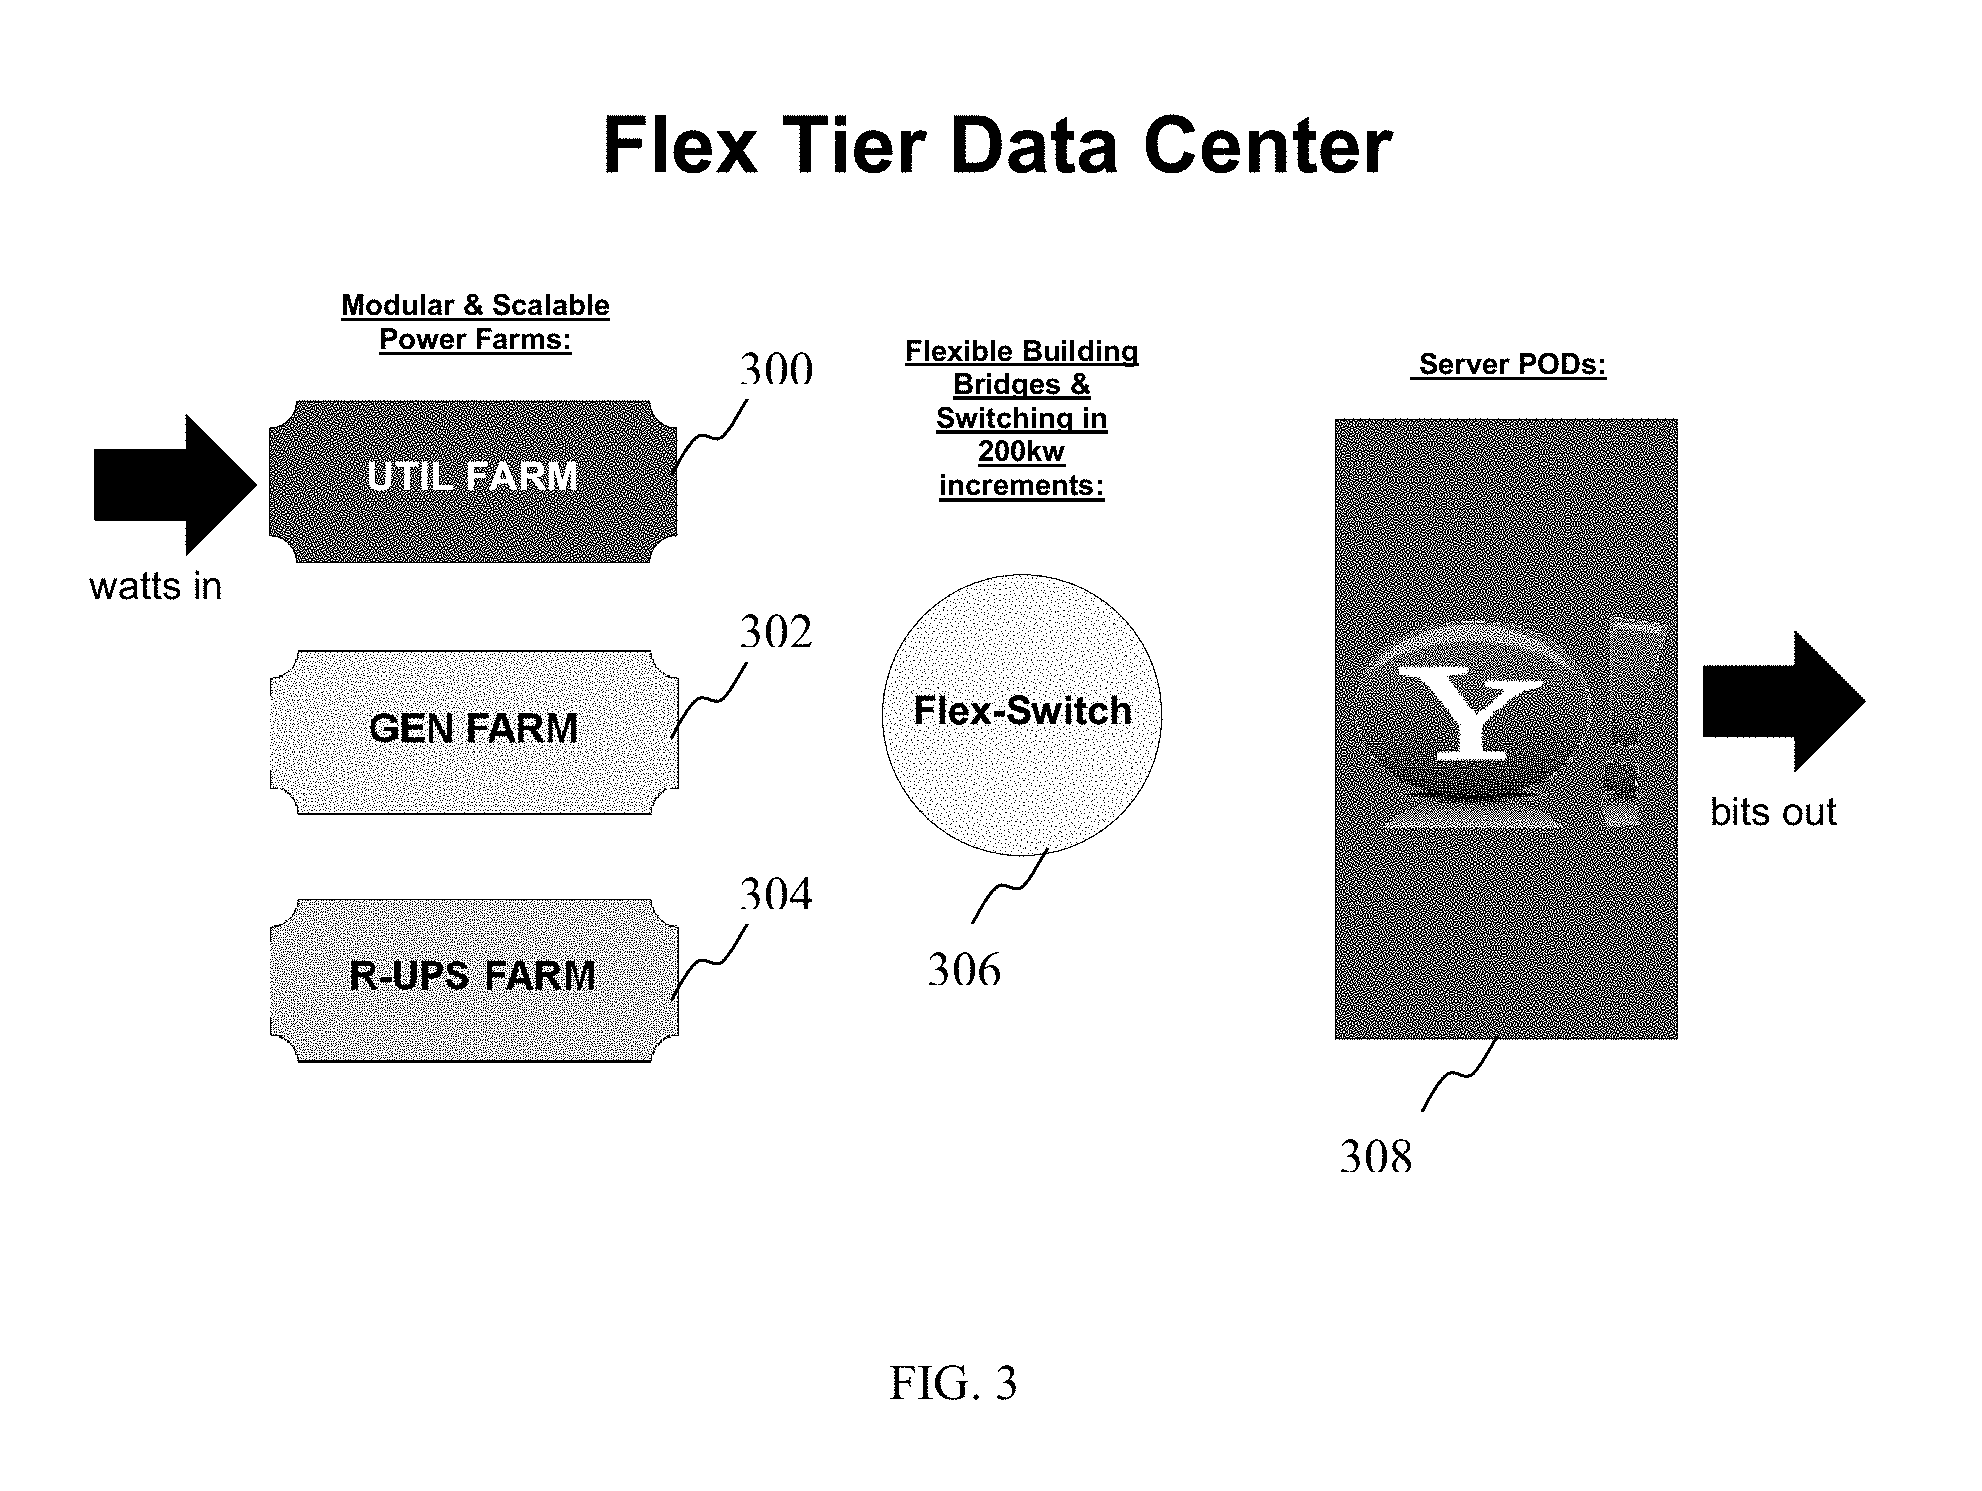 Flex Tier Data Center
Modular & Scalable
Power Farms:
300
UTIL FARM
watts in
302
GEN FARM
304
R-UPS FARM
Flexible Building
Bridges &
Switching in
200kw
increments:
Flex-Switch
306
Server PODs:
Y
bits out
308
FIG. 3